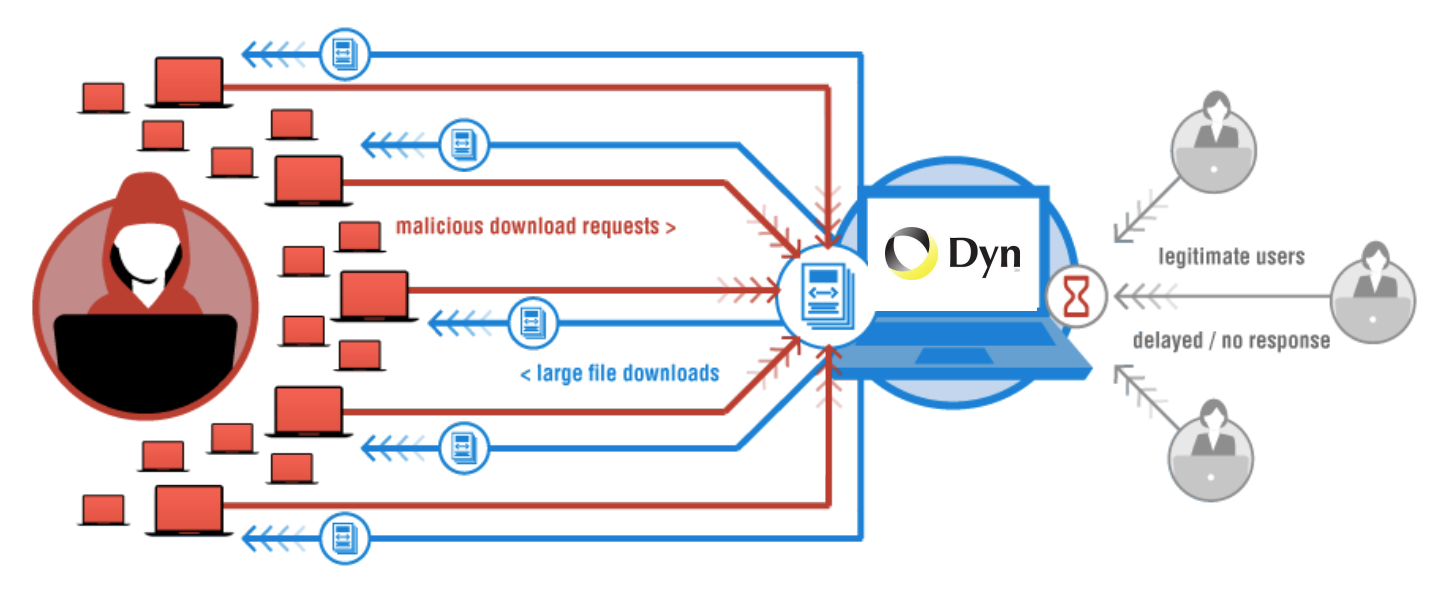 malicious download requests >
Dyn
legitimate users
delayed / no response
< large file downloads